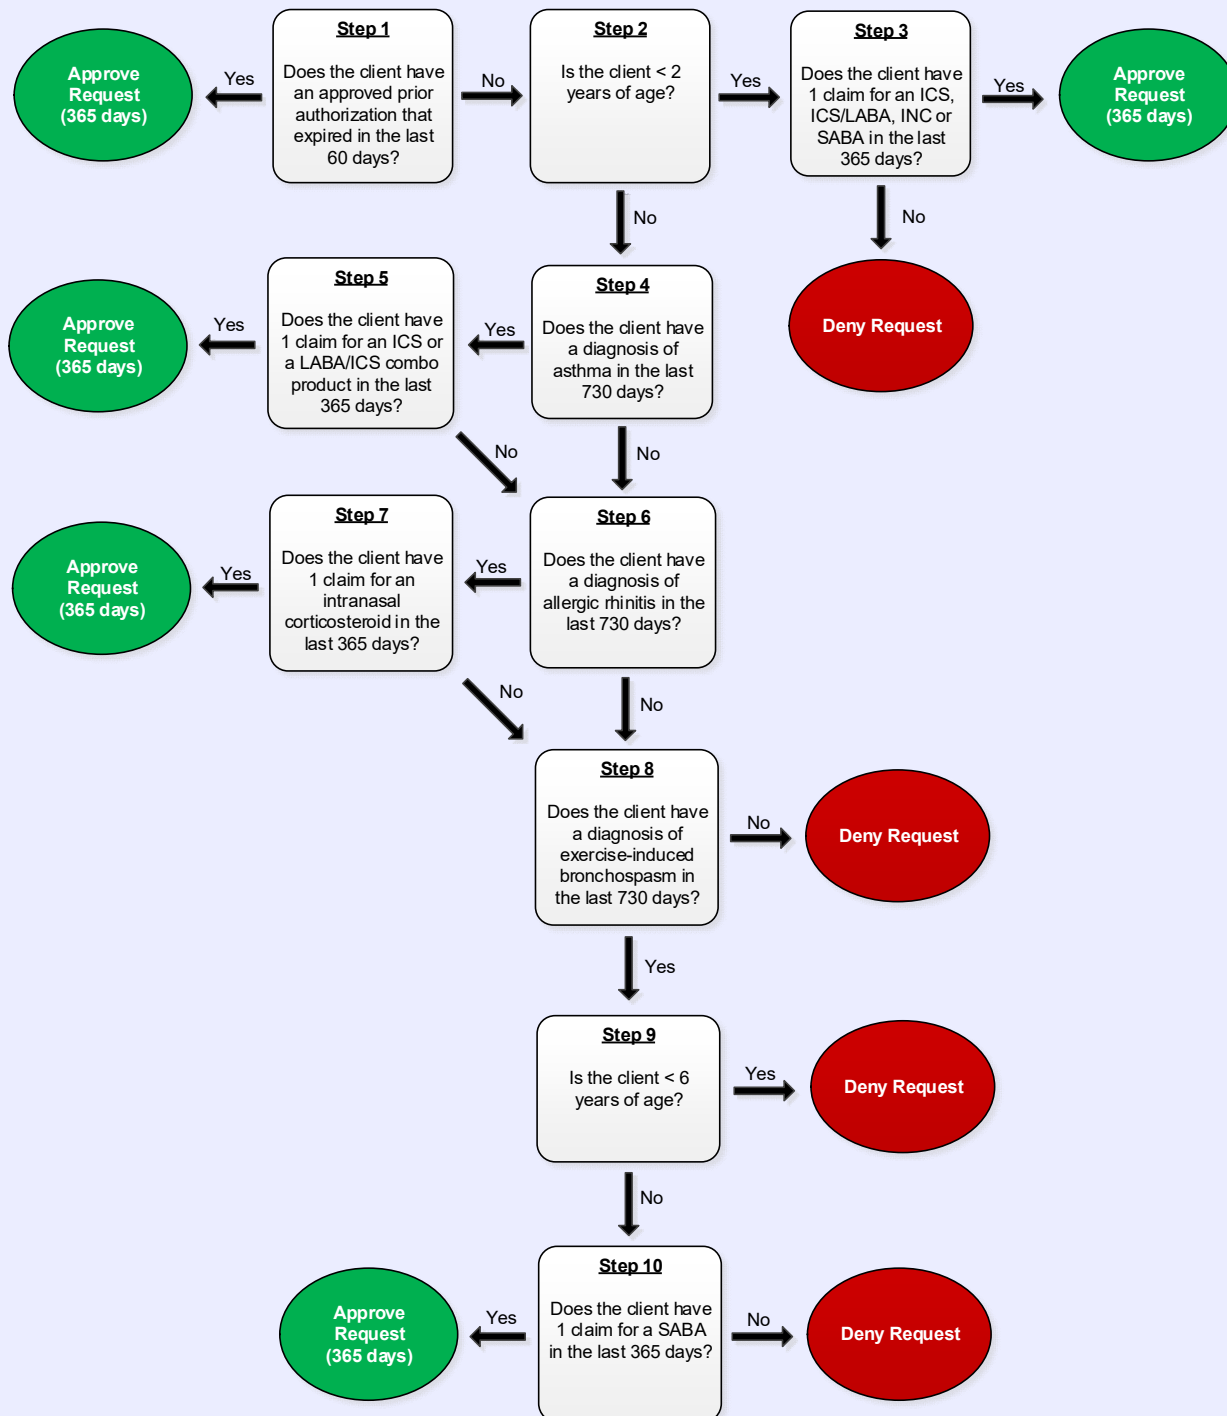 Approve
Request
(365 days)
Yes
Step 1
Does the client have
an approved prior
authorization that
expired in the last
60 days?
No
Step 2
Is the client < 2
years of age?
Yes
Step 3
Does the client have
1 claim for an ICS,
ICS/LABA, INC or
SABA in the last
365 days?
Yes
Approve
Request
(365 days)
No
No
Deny Request
Approve
Request
(365 days)
Yes
Step 5
Does the client have
1 claim for an ICS or
a LABA/ICS combo
product in the last
365 days?
Yes
Step 4
Does the client have
a diagnosis of
asthma in the last
730 days?
No
No
Approve
Request
(365 days)
Yes
Step 7
Does the client have
1 claim for an
intranasal
corticosteroid in the
last 365 days?
Yes
Step 6
Does the client have
a diagnosis of
allergic rhinitis in the
last 730 days?
No
No
Step 8
Does the client have
a diagnosis of
exercise-induced
bronchospasm in
the last 730 days?
No
Deny Request
Yes
Step 9
Is the client < 6
years of age?
Yes
Deny Request
No
Approve
Request
(365 days)
Yes
Step 10
Does the client have
1 claim for a SABA
in the last 365 days?
No
Deny Request